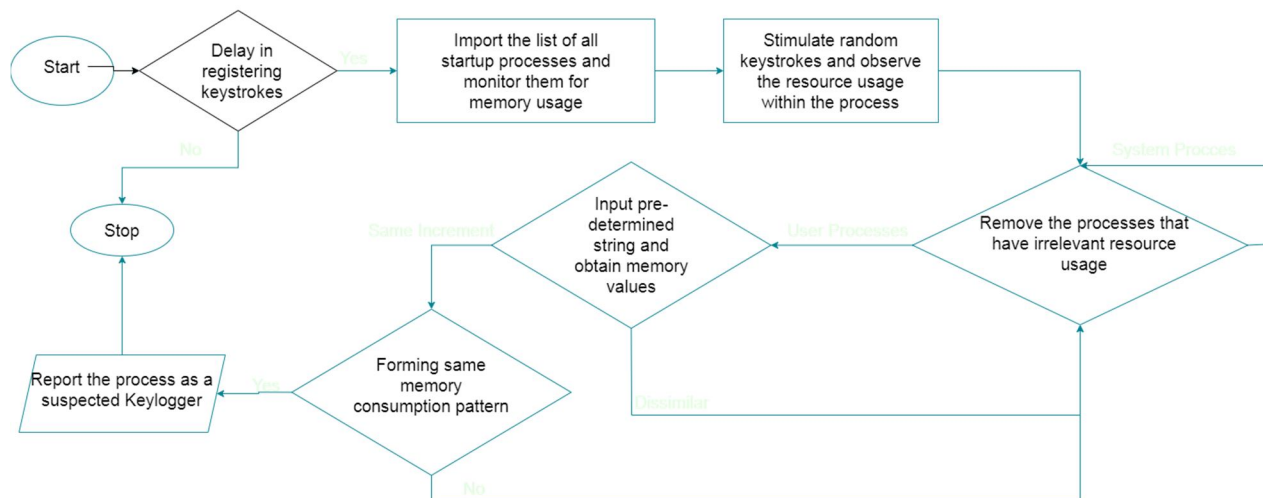 Start
Delay in
registering
keystrokes
Yes
Import the list of all
startup processes and
monitor them for
memory usage
Stimulate random
keystrokes and observe
the resource usage
within the process
No
Stop
System Procces
Remove the processes that
have irrelevant resource
usage
User Processes
Input pre-
determined
string and
obtain memory
values
Same Increment
Dissimilar
Forming same
memory
consumption pattern
Yes
Report the process as a
suspected Keylogger
No